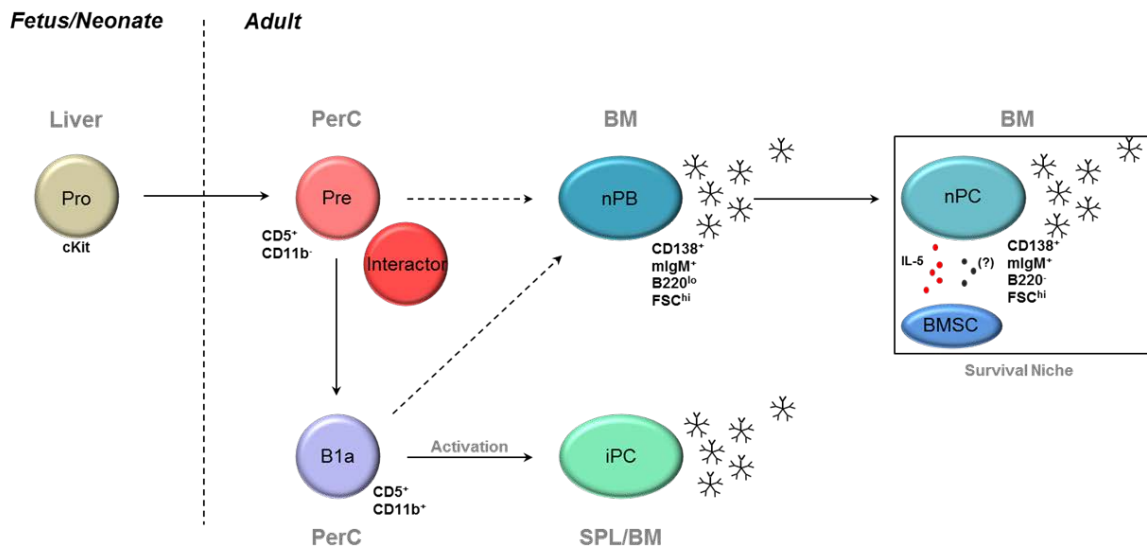 Fetus/Neonate
Adult
Liver
PerC
BM
BM
Pro
cKit
Pre
CD5⁺
CD11b⁻
Interactor
nPB
CD138⁺
mIgM⁺
B220ˡᵒ
FSCʰⁱ
nPC
IL-5
(?)
CD138⁺
mIgM⁺
B220⁻
FSCʰⁱ
BMSC
Survival Niche
B1a
CD5⁺
CD11b⁺
Activation
iPC
PerC
SPL/BM